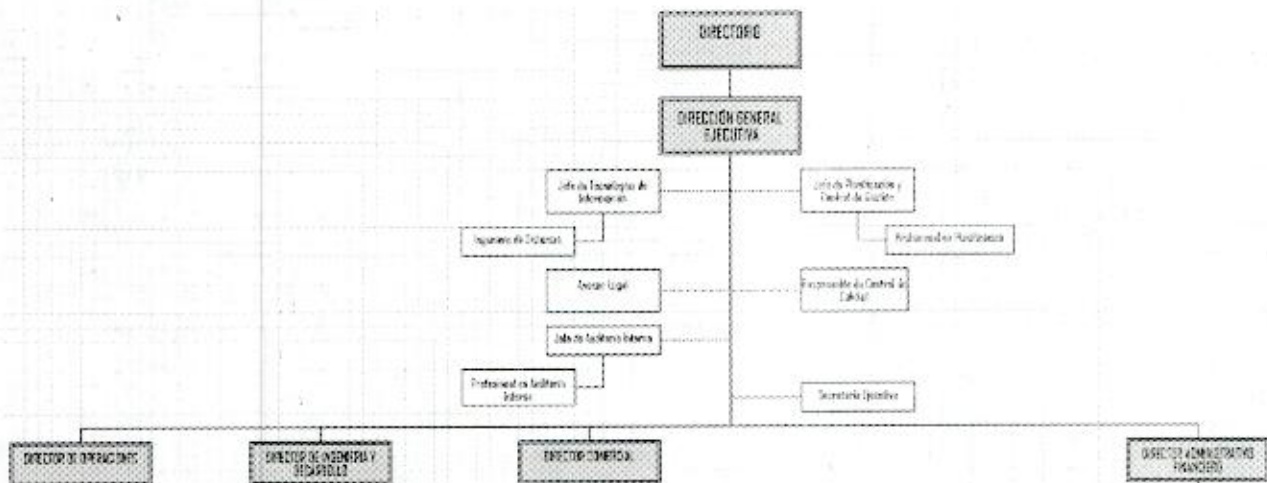 DIRECTORIO
DIRECCIÓN GENERAL
EJECUTIVA
Jefe de Tecnologías de
Información
Jefe de Planificación y
Control de Gestión
Ingeniero de Sistemas
Profesional en Planificación
Asesor Legal
Responsable de Control de
Calidad
Jefe de Auditoría Interna
Profesional en Auditoría
Interna
Secretaria Ejecutiva
DIRECTOR DE OPERACIONES
DIRECTOR DE INGENIERIA Y
DESARROLLO
DIRECTOR COMERCIAL
DIRECTOR ADMINISTRATIVO
FINANCIERO